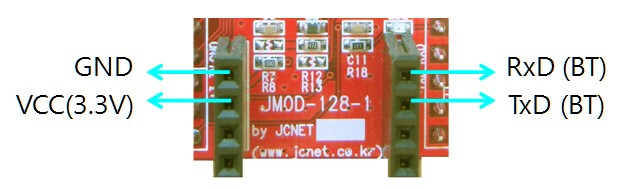 GND
VCC(3.3V)
RxD (BT)
TxD (BT)
C11
R7 R12 R18
R8 R13
JMOD-128-1
by JCNET
(www.jcnet.co.kr)